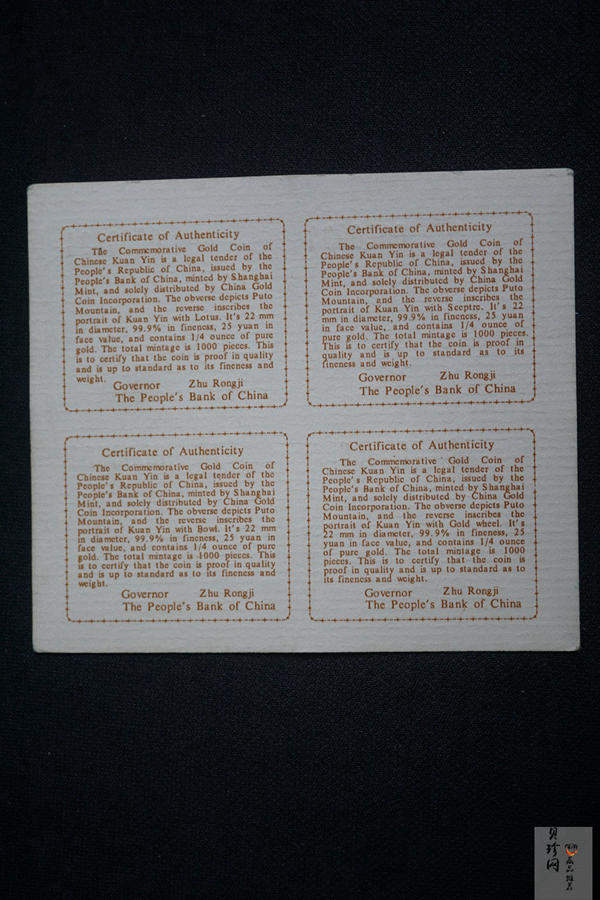 Certificate of Authenticity
The Commemorative Gold Coin of
Chinese Kuan Yin is a legal tender of the
People's Republic of China, issued by the
People's Bank of China, minted by Shanghai
Mint, and solely distributed by China Gold
Coin Incorporation. The obverse depicts Puto
Mountain, and the reverse inscribes the
portrait of Kuan Yin with Lotus. It's 22 mm
in diameter, 99.9% in fineness, 25 yuan in
face value, and contains 1/4 ounce of pure
gold. The total mintage is 1000 pieces. This
is to certify that the coin is proof in quality
and is up to standard as to its fineness and
weight.
Governor Zhu Rongji
The People's Bank of China
Certificate of Authenticity
The Commemorative Gold Coin of
Chinese Kuan Yin is a legal tender of the
People's Republic of China, issued by the
People's Bank of China, minted by Shanghai
Mint, and solely distributed by China Gold
Coin Incorporation. The obverse depicts Puto
Mountain, and the reverse inscribes the
portrait of Kuan Yin with Sceptre. It's 22
mm in diameter, 99.9% in fineness, 25 yuan
in face value, and contains 1/4 ounce of
pure gold. The total mintage is 1000 pieces.
This is to certify that the coin is proof in
quality and is up to standard as to its
fineness and weight.
Governor Zhu Rongji
The People's Bank of China
Certificate of Authenticity
The Commemorative Gold Coin of
Chinese Kuan Yin is a legal tender of the
People's Republic of China, issued by the
People's Bank of China, minted by Shanghai
Mint, and solely distributed by China Gold
Coin Incorporation. The obverse depicts Puto
Mountain, and the reverse inscribes the
portrait of Kuan Yin with Bowl. It's 22 mm
in diameter, 99.9% in fineness, 25 yuan in
face value, and contains 1/4 ounce of pure
gold. The total mintage is 1000 pieces. This
is to certify that the coin is proof in quality
and is up to standard as to its fineness and
weight.
Governor Zhu Rongji
The People's Bank of China
Certificate of Authenticity
The Commemorative Gold Coin of
Chinese Kuan Yin is a legal tender of the
People's Republic of China, issued by the
People's Bank of China, minted by Shanghai
Mint, and solely distributed by China Gold
Coin Incorporation. The obverse depicts Puto
Mountain, and the reverse inscribes the
portrait of Kuan Yin with Gold wheel. It's
22 mm in diameter, 99.9% in fineness, 25
yuan in face value, and contains 1/4 ounce
of pure gold. The total mintage is 1000
pieces. This is to certify that the coin is
proof in quality and is up to standard as to
its fineness and weight.
Governor Zhu Rongji
The People's Bank of China
贝珍网